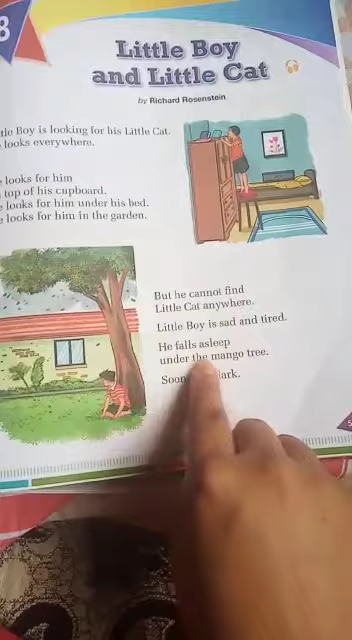 8
Little Boy
and Little Cat
by Richard Rosenstein
tle Boy is looking for his Little Cat.
looks everywhere.
looks for him
top of his cupboard.
looks for him under his bed.
looks for him in the garden.
But he cannot find
Little Cat anywhere.
Little Boy is sad and tired.
He falls asleep
under the mango tree.
Soon ark.